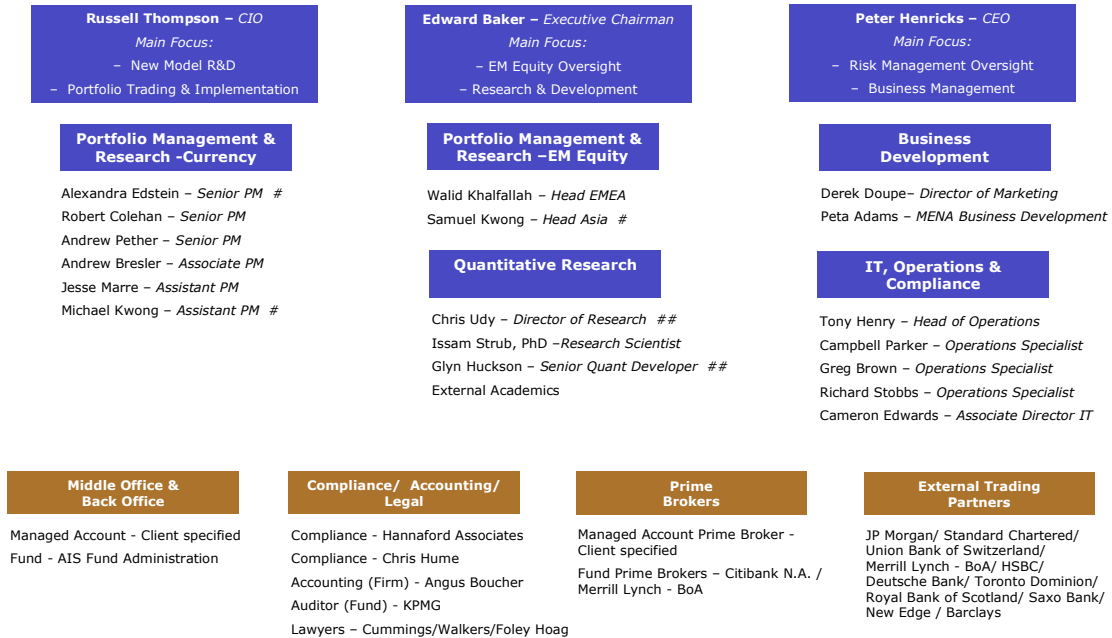 Russell Thompson – CIO
Main Focus:
– New Model R&D
– Portfolio Trading & Implementation
Edward Baker – Executive Chairman
Main Focus:
– EM Equity Oversight
– Research & Development
Peter Henricks – CEO
Main Focus:
– Risk Management Oversight
– Business Management
Portfolio Management &
Research -Currency
Alexandra Edstein – Senior PM #
Robert Colehan – Senior PM
Andrew Pether – Senior PM
Andrew Bresler – Associate PM
Jesse Marre – Assistant PM
Michael Kwong – Assistant PM #
Portfolio Management &
Research –EM Equity
Walid Khalfallah – Head EMEA
Samuel Kwong – Head Asia #
Quantitative Research
Chris Udy – Director of Research ##
Issam Strub, PhD –Research Scientist
Glyn Huckson – Senior Quant Developer ##
External Academics
Business
Development
Derek Doupe– Director of Marketing
Peta Adams – MENA Business Development
IT, Operations &
Compliance
Tony Henry – Head of Operations
Campbell Parker – Operations Specialist
Greg Brown – Operations Specialist
Richard Stobbs – Operations Specialist
Cameron Edwards – Associate Director IT
Middle Office &
Back Office
Managed Account - Client specified
Fund - AIS Fund Administration
Compliance/ Accounting/
Legal
Compliance - Hannaford Associates
Compliance - Chris Hume
Accounting (Firm) - Angus Boucher
Auditor (Fund) - KPMG
Lawyers – Cummings/Walkers/Foley Hoag
Prime
Brokers
Managed Account Prime Broker -
Client specified
Fund Prime Brokers – Citibank N.A. /
Merrill Lynch - BoA
External Trading
Partners
JP Morgan/ Standard Chartered/
Union Bank of Switzerland/
Merrill Lynch - BoA/ HSBC/
Deutsche Bank/ Toronto Dominion/
Royal Bank of Scotland/ Saxo Bank/
New Edge / Barclays